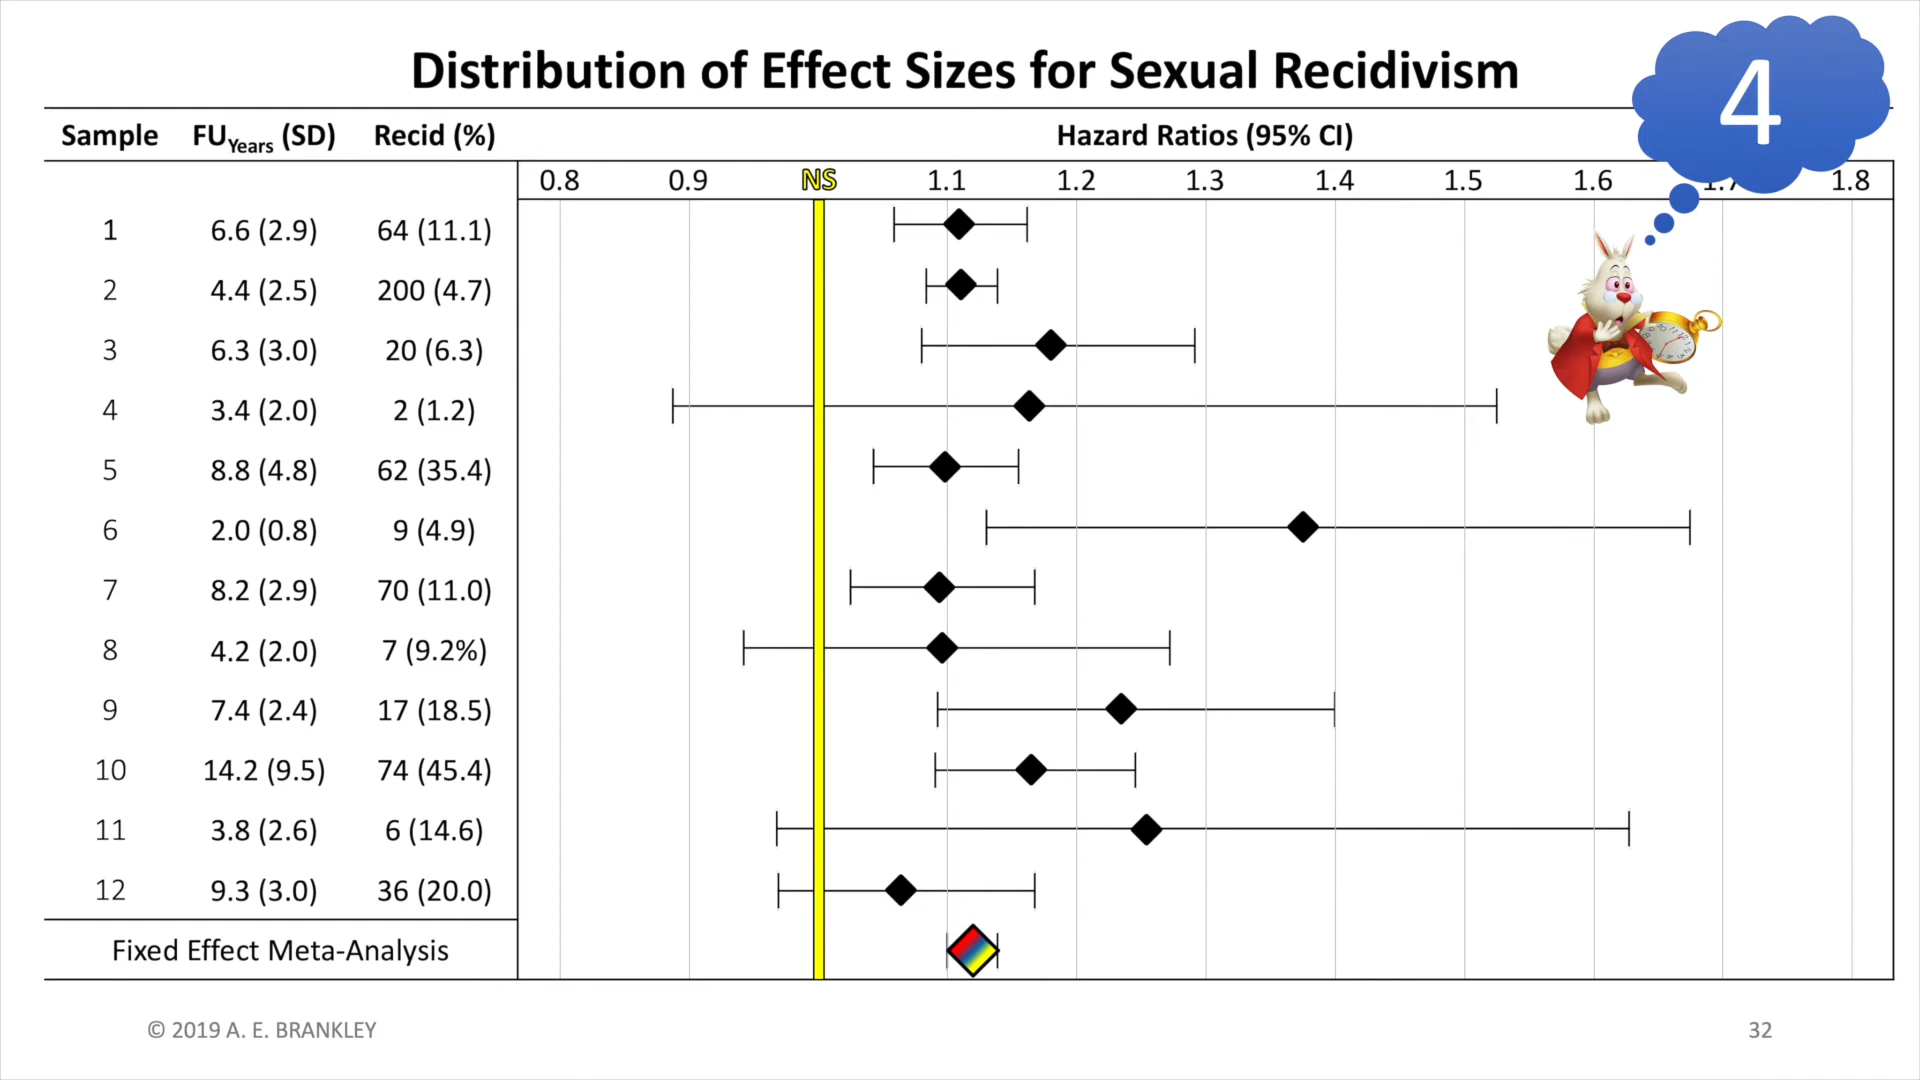 Distribution of Effect Sizes for Sexual Recidivism
4
Sample FU Years (SD) Recid (%) Hazard Ratios (95% CI)
0.8 0.9 NS 1.1 1.2 1.3 1.4 1.5 1.6 1.8
1 6.6 (2.9) 64 (11.1)
2 4.4 (2.5) 200 (4.7)
3 6.3 (3.0) 20 (6.3)
4 3.4 (2.0) 2 (1.2)
5 8.8 (4.8) 62 (35.4)
6 2.0 (0.8) 9 (4.9)
7 8.2 (2.9) 70 (11.0)
8 4.2 (2.0) 7 (9.2%)
9 7.4 (2.4) 17 (18.5)
10 14.2 (9.5) 74 (45.4)
11 3.8 (2.6) 6 (14.6)
12 9.3 (3.0) 36 (20.0)
Fixed Effect Meta-Analysis
© 2019 A. E. BRANKLEY
32